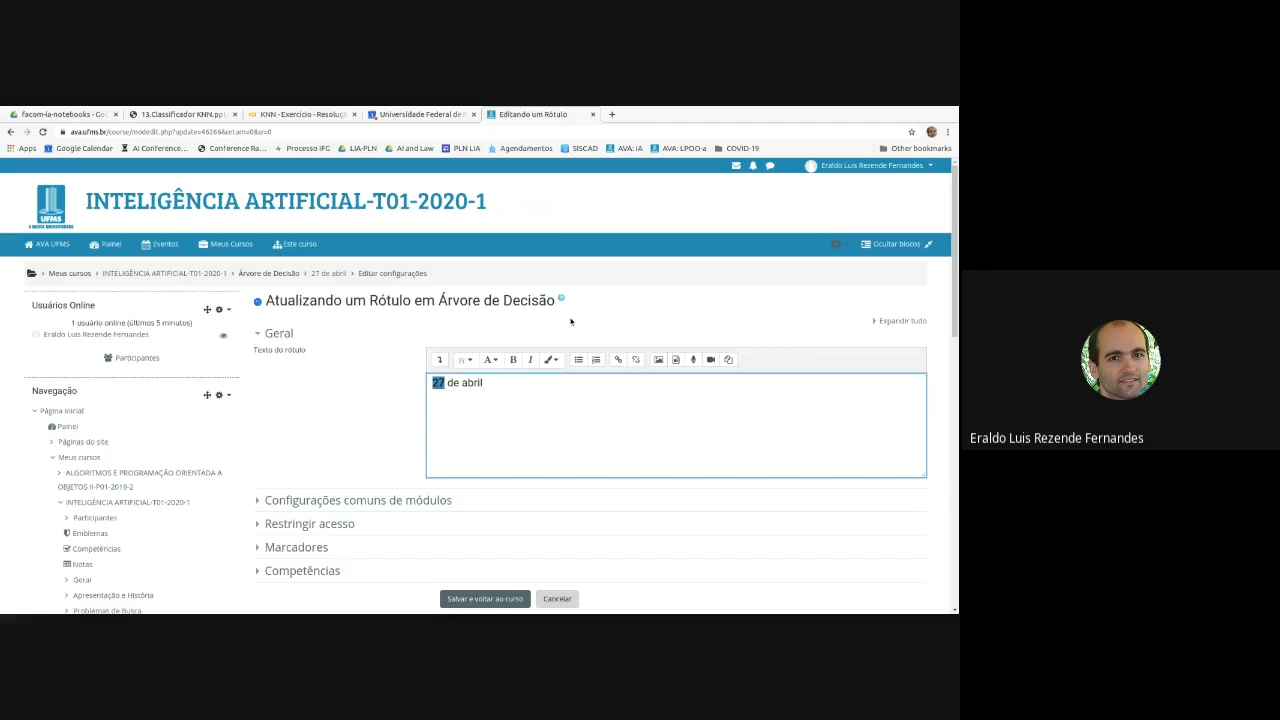 facom-ia-notebooks - Go
13.Classificador KNN.ppt
KNN - Exercício - Resoluç
Universidade Federal de
Editando um Rótulo
ava.ufms.br/course/modedit.php?update=46266&return=0&sr=0
Apps
Google Calendar
AI Conference...
Conference Ra...
Processo IFG
LIA-PLN
AI and Law
PLN LIA
Agendamentos
SISCAD
AVA: IA
AVA: LPOO-a
COVID-19
Other bookmarks
Eraldo Luis Rezende Fernandes
UFMS
INTELIGÊNCIA ARTIFICIAL-T01-2020-1
AVA UFMS
Painel
Eventos
Meus Cursos
Este curso
Ocultar blocos
Meus cursos › INTELIGÊNCIA ARTIFICIAL-T01-2020-1 › Árvore de Decisão › 27 de abril › Editar configurações
Usuários Online
1 usuário online (últimos 5 minutos)
Eraldo Luis Rezende Fernandes
Participantes
Navegação
Página inicial
Painel
Páginas do site
Meus cursos
ALGORITMOS E PROGRAMAÇÃO ORIENTADA A
OBJETOS II-P01-2019-2
INTELIGÊNCIA ARTIFICIAL-T01-2020-1
Participantes
Emblemas
Competências
Notas
Geral
Apresentação e História
Problemas de Busca
Atualizando um Rótulo em Árvore de Decisão
Expandir tudo
Geral
Texto do rótulo
27 de abril
Configurações comuns de módulos
Restringir acesso
Marcadores
Competências
Salvar e voltar ao curso
Cancelar
Eraldo Luis Rezende Fernandes